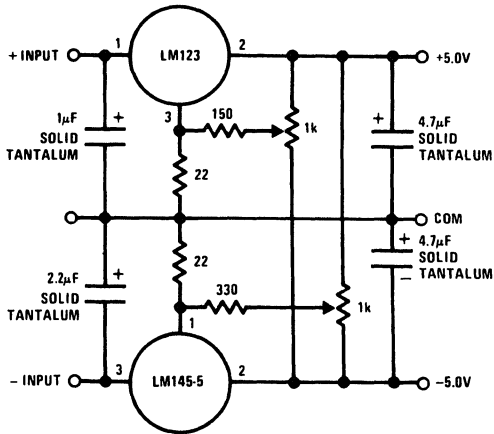 + INPUT
1
LM123
2
+5.0V
3
150
1k
1µF
SOLID
TANTALUM
+
22
+
4.7µF
SOLID
TANTALUM
COM
2.2µF
SOLID
TANTALUM
+
22
330
1k
+
4.7µF
SOLID
TANTALUM
–
1
– INPUT
3
LM145-5
2
–5.0V